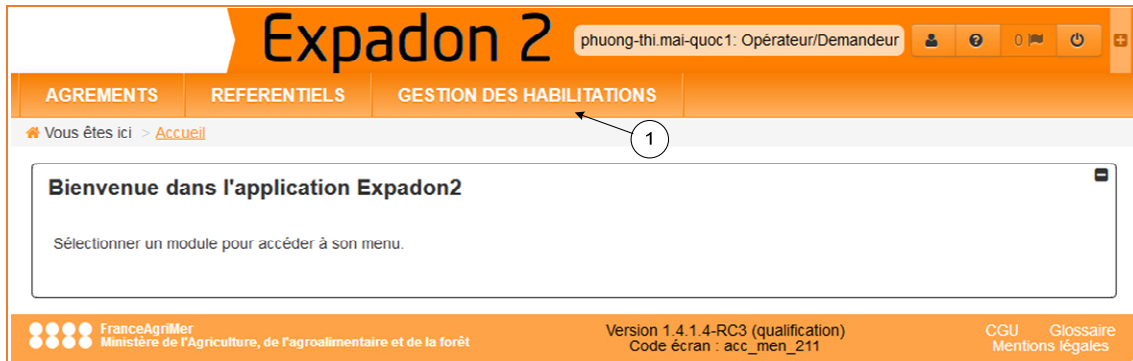 Expadon 2
phuong-thi.mai-quoc1: Opérateur/Demandeur
0
AGREMENTS REFERENTIELS GESTION DES HABILITATIONS
Vous êtes ici > Accueil
1
Bienvenue dans l'application Expadon2
Sélectionner un module pour accéder à son menu.
FranceAgriMer
Ministère de l'Agriculture, de l'agroalimentaire et de la forêt
Version 1.4.1.4-RC3 (qualification)
Code écran : acc_men_211
CGU Glossaire
Mentions légales